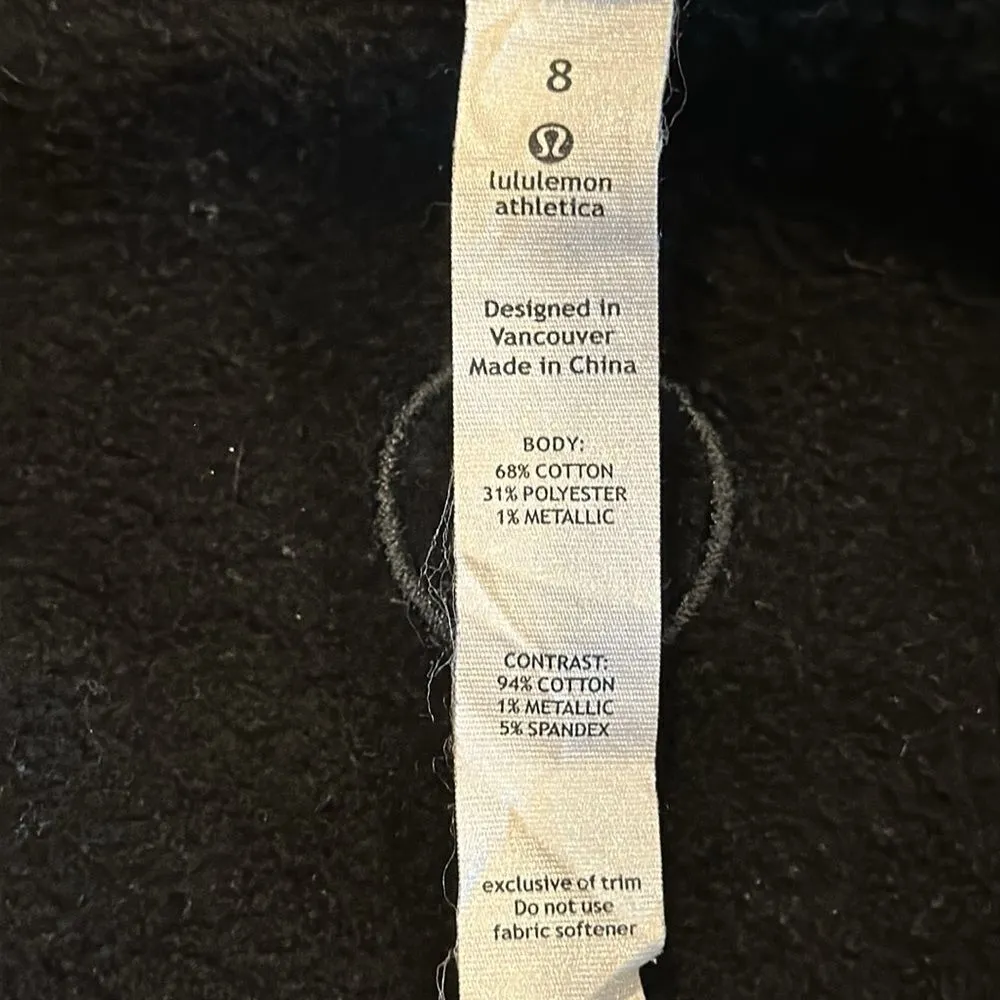 8
lululemon
athletica
Designed in
Vancouver
Made in China
BODY:
68% COTTON
31% POLYESTER
1% METALLIC
CONTRAST:
94% COTTON
1% METALLIC
5% SPANDEX
exclusive of trim
Do not use
fabric softener